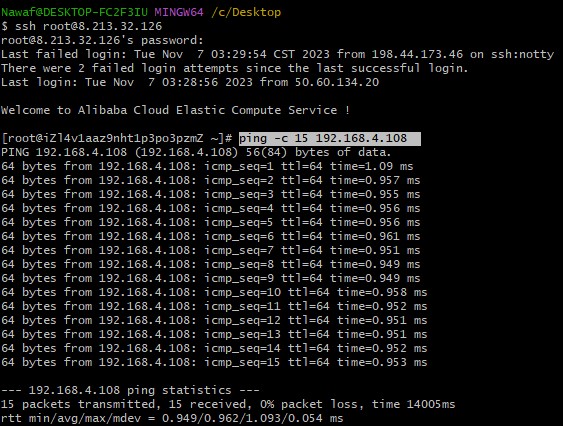 Nawaf@DESKTOP-FC2F3IU MINGW64 /c/Desktop
$ ssh root@8.213.32.126
root@8.213.32.126's password:
Last failed login: Tue Nov  7 03:29:54 CST 2023 from 198.44.173.46 on ssh:notty
There were 2 failed login attempts since the last successful login.
Last login: Tue Nov  7 03:28:56 2023 from 50.60.134.20
Welcome to Alibaba Cloud Elastic Compute Service !
[root@iZl4v1aaz9nht1p3po3pzmZ ~]# ping -c 15 192.168.4.108
PING 192.168.4.108 (192.168.4.108) 56(84) bytes of data.
64 bytes from 192.168.4.108: icmp_seq=1 ttl=64 time=1.09 ms
64 bytes from 192.168.4.108: icmp_seq=2 ttl=64 time=0.957 ms
64 bytes from 192.168.4.108: icmp_seq=3 ttl=64 time=0.955 ms
64 bytes from 192.168.4.108: icmp_seq=4 ttl=64 time=0.956 ms
64 bytes from 192.168.4.108: icmp_seq=5 ttl=64 time=0.956 ms
64 bytes from 192.168.4.108: icmp_seq=6 ttl=64 time=0.961 ms
64 bytes from 192.168.4.108: icmp_seq=7 ttl=64 time=0.951 ms
64 bytes from 192.168.4.108: icmp_seq=8 ttl=64 time=0.949 ms
64 bytes from 192.168.4.108: icmp_seq=9 ttl=64 time=0.949 ms
64 bytes from 192.168.4.108: icmp_seq=10 ttl=64 time=0.958 ms
64 bytes from 192.168.4.108: icmp_seq=11 ttl=64 time=0.952 ms
64 bytes from 192.168.4.108: icmp_seq=12 ttl=64 time=0.951 ms
64 bytes from 192.168.4.108: icmp_seq=13 ttl=64 time=0.951 ms
64 bytes from 192.168.4.108: icmp_seq=14 ttl=64 time=0.952 ms
64 bytes from 192.168.4.108: icmp_seq=15 ttl=64 time=0.953 ms
--- 192.168.4.108 ping statistics ---
15 packets transmitted, 15 received, 0% packet loss, time 14005ms
rtt min/avg/max/mdev = 0.949/0.962/1.093/0.054 ms